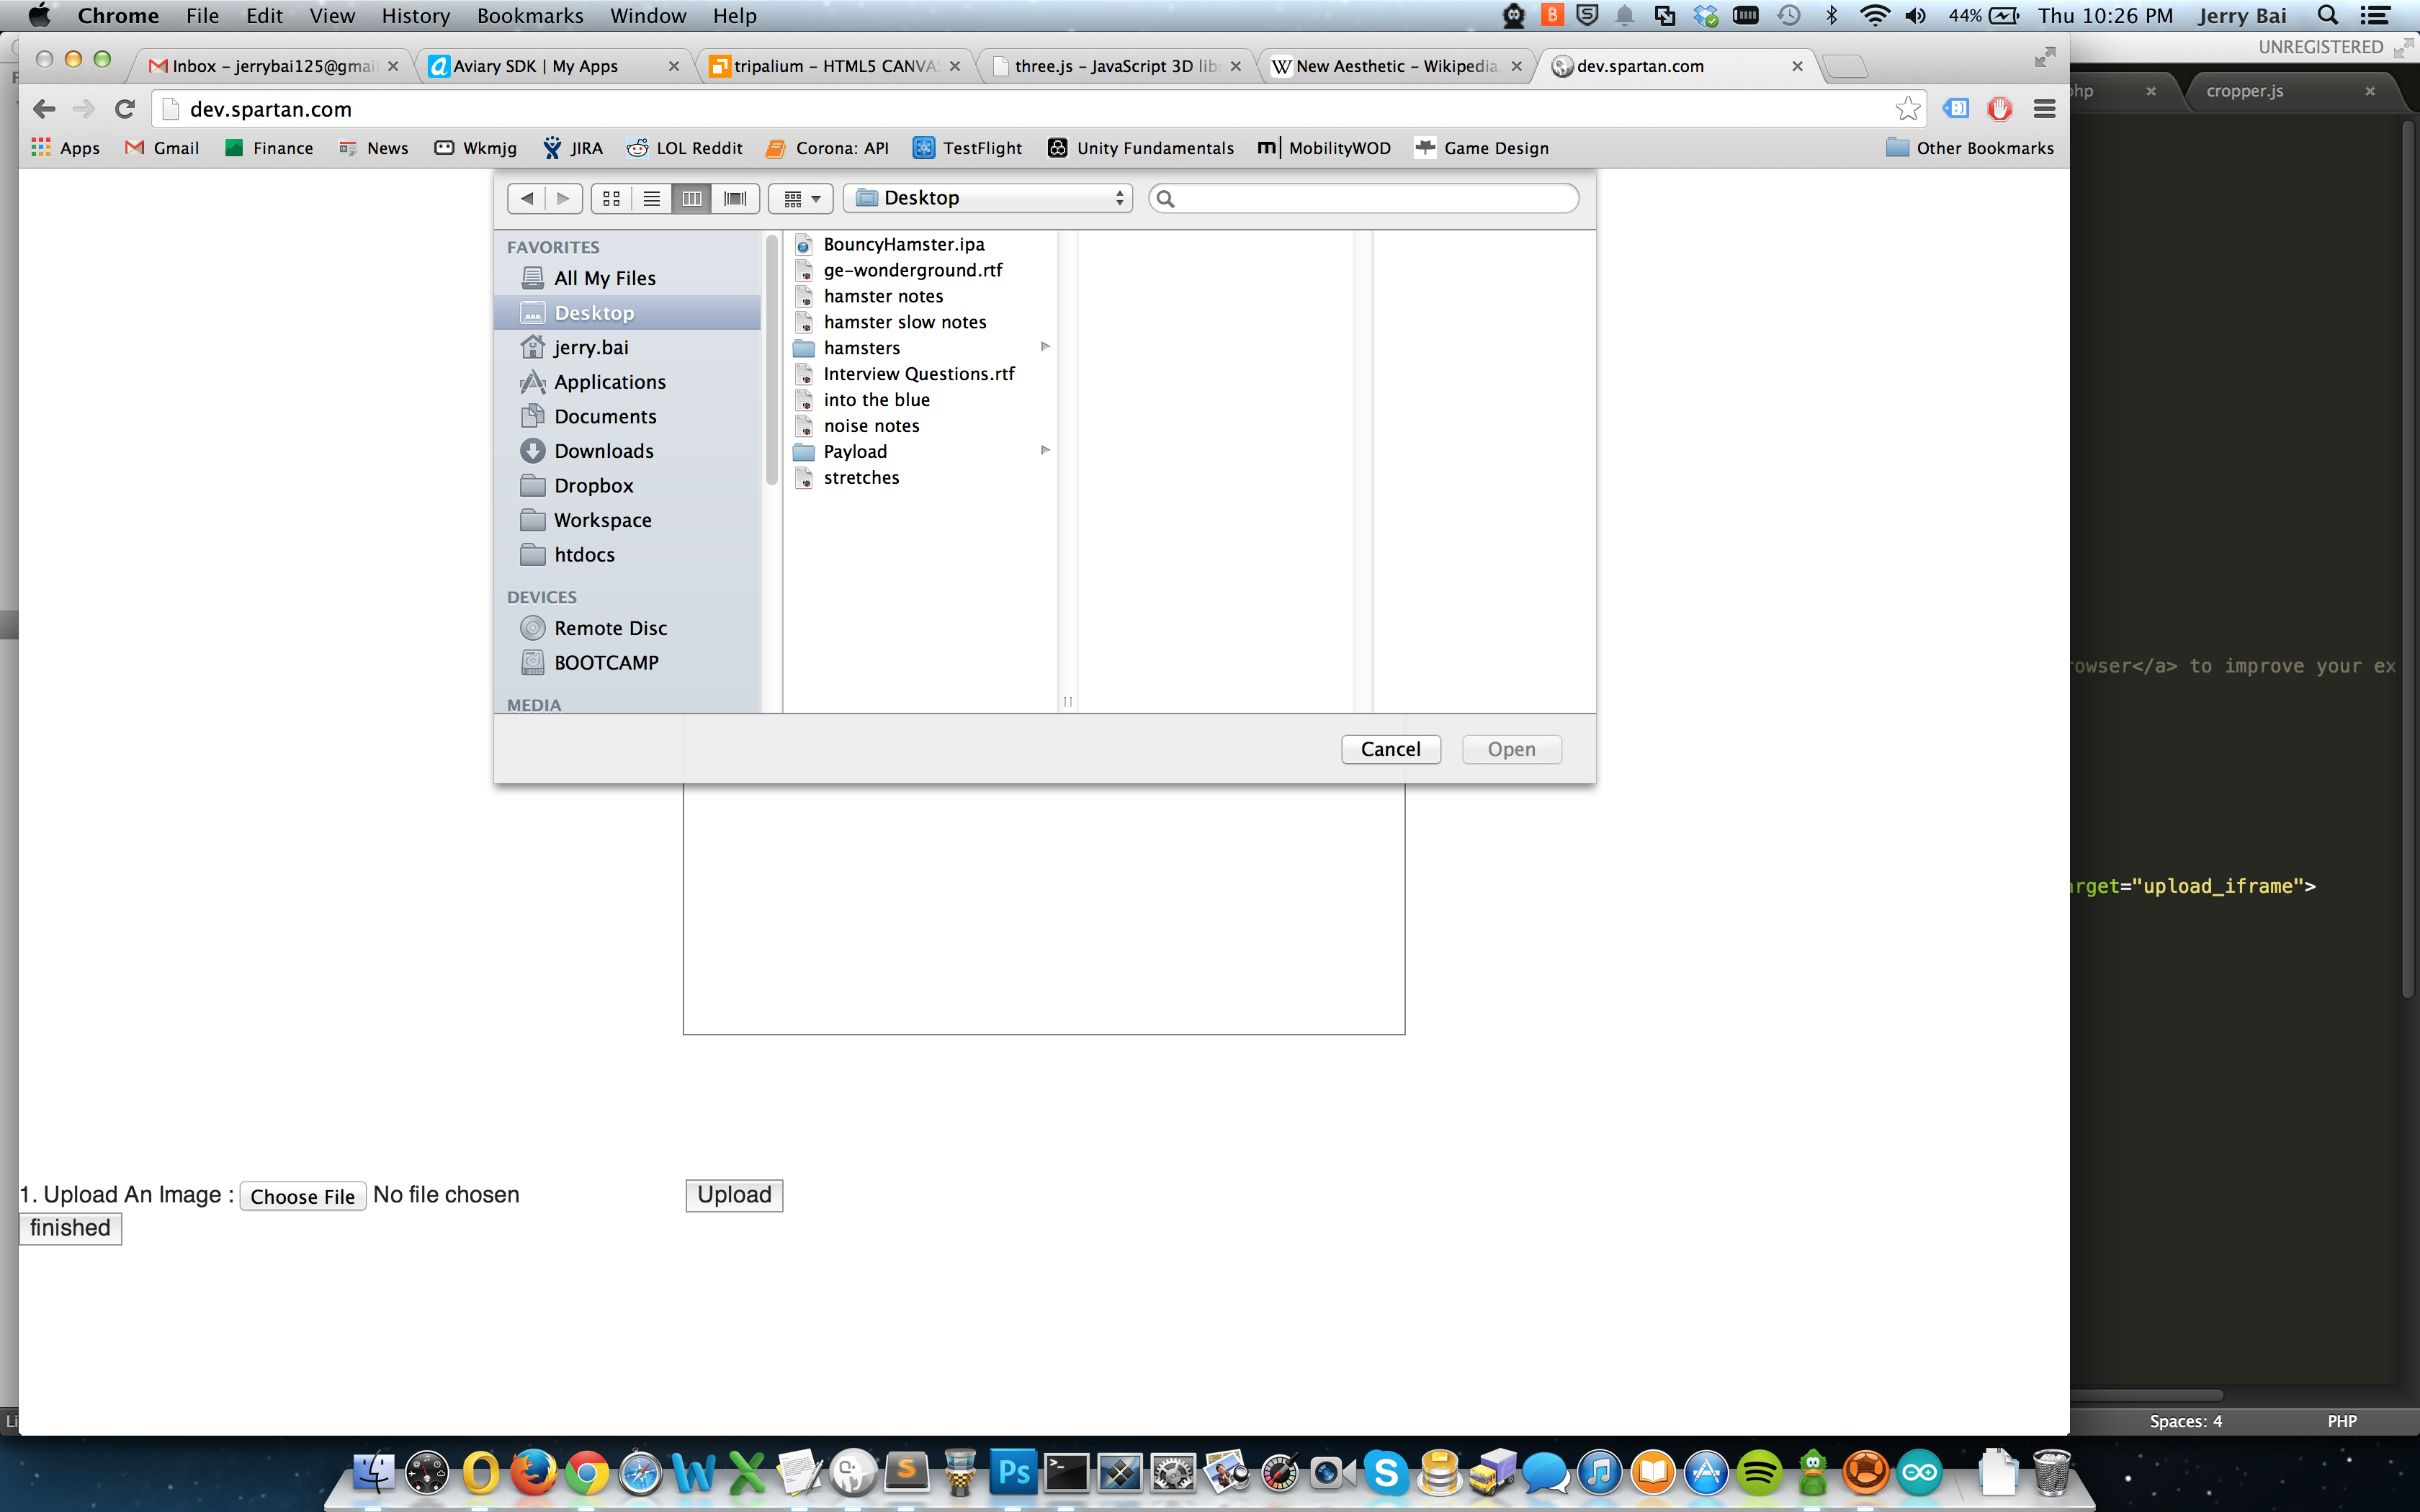 Chrome File Edit View History Bookmarks Window Help 44% Thu 10:26 PM Jerry Bai
UNREGISTERED
Inbox - jerrybai125@gmai
Aviary SDK | My Apps
tripalium - HTML5 CANVAS
three.js - JavaScript 3D lib
New Aesthetic - Wikipedia
dev.spartan.com
php
cropper.js
dev.spartan.com
Apps Gmail Finance News Wkmjg JIRA LOL Reddit Corona: API TestFlight Unity Fundamentals m MobilityWOD Game Design Other Bookmarks
Desktop
FAVORITES
All My Files
Desktop
jerry.bai
Applications
Documents
Downloads
Dropbox
Workspace
htdocs
DEVICES
Remote Disc
BOOTCAMP
MEDIA
BouncyHamster.ipa
ge-wonderground.rtf
hamster notes
hamster slow notes
hamsters
Interview Questions.rtf
into the blue
noise notes
Payload
stretches
Cancel Open
rowser</a> to improve your ex
arget="upload_iframe">
1. Upload An Image : Choose File No file chosen Upload
finished
Li
Spaces: 4 PHP
Ps